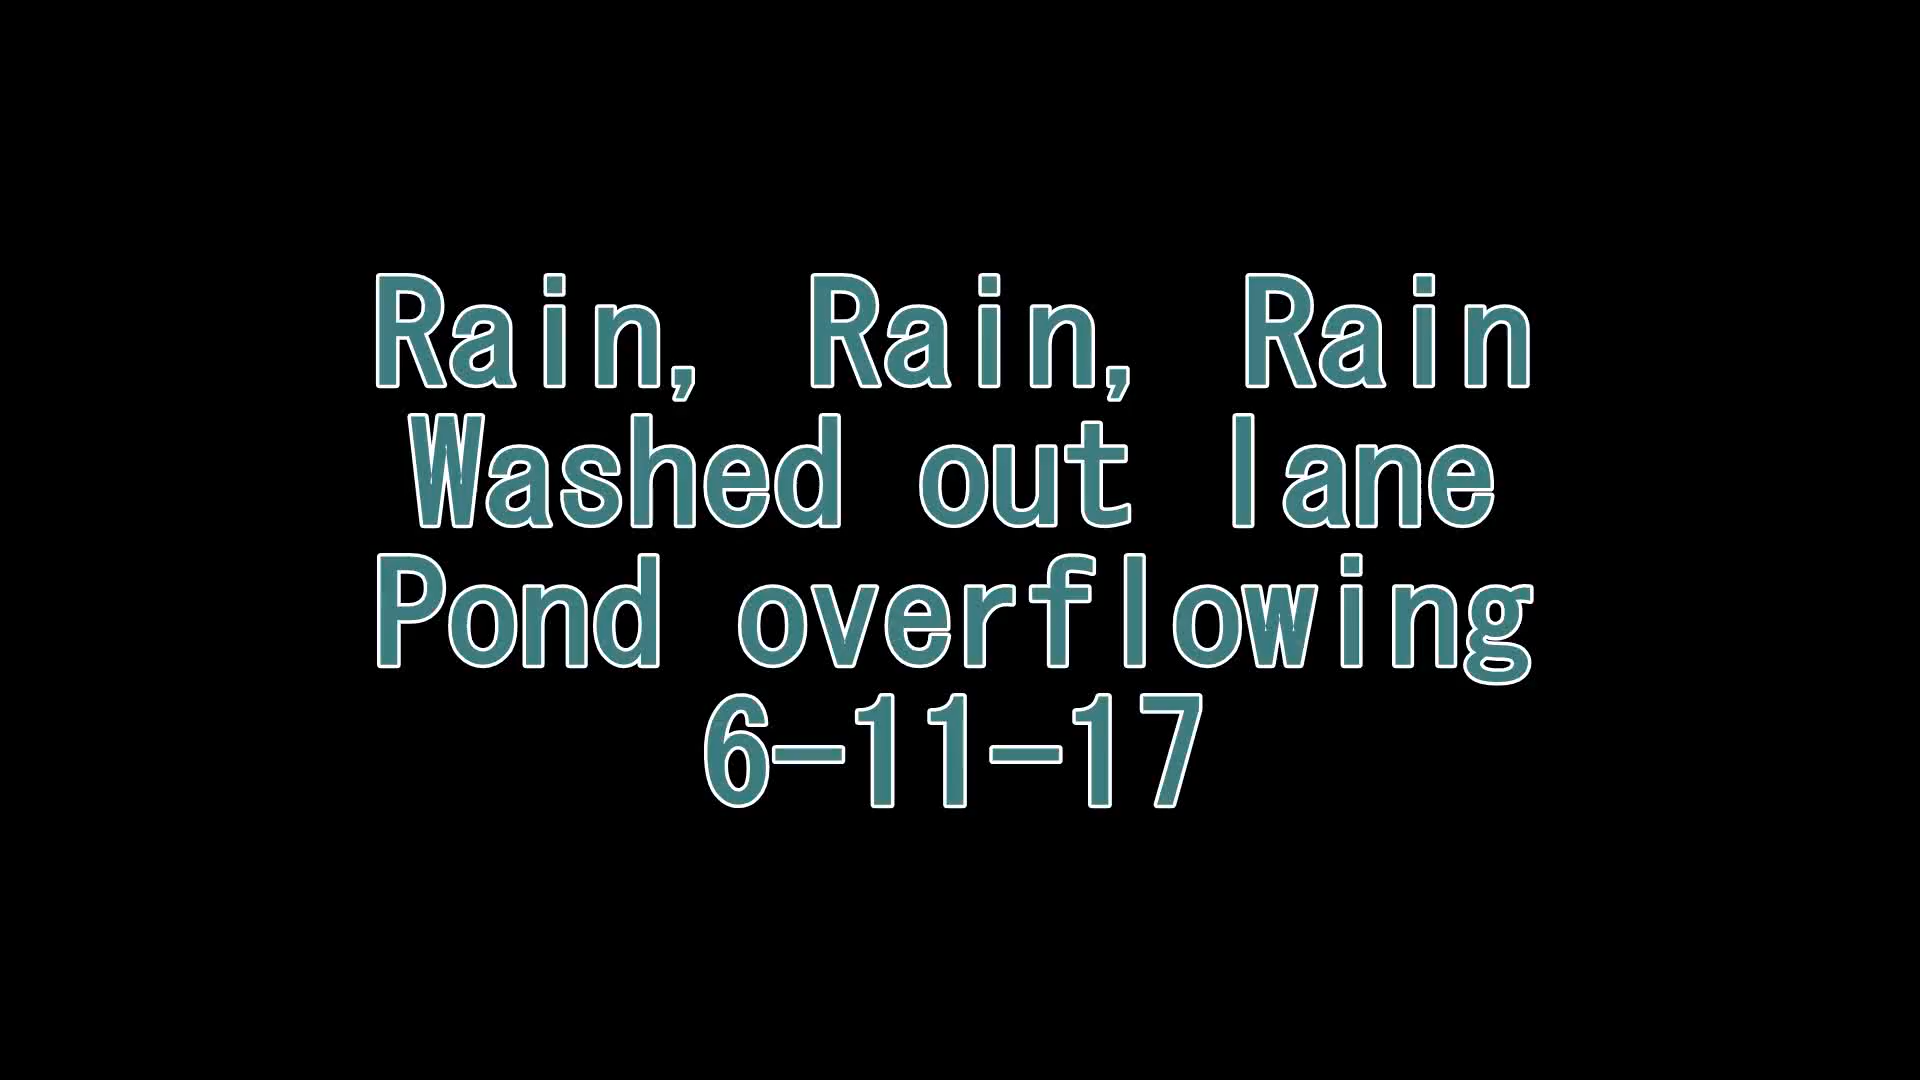 Rain, Rain, Rain
Washed out lane
Pond overflowing
6-11-17